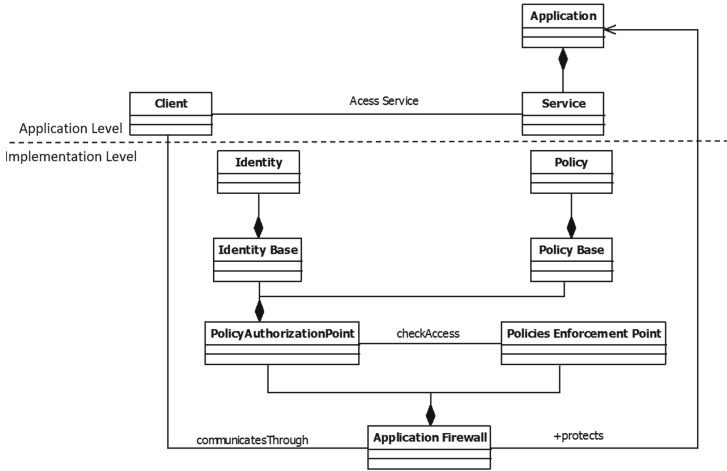 Application
Client
Acess Service
Service
Application Level
Implementation Level
Identity
Policy
Identity Base
Policy Base
PolicyAuthorizationPoint
checkAccess
Policies Enforcement Point
communicatesThrough
Application Firewall
+protects